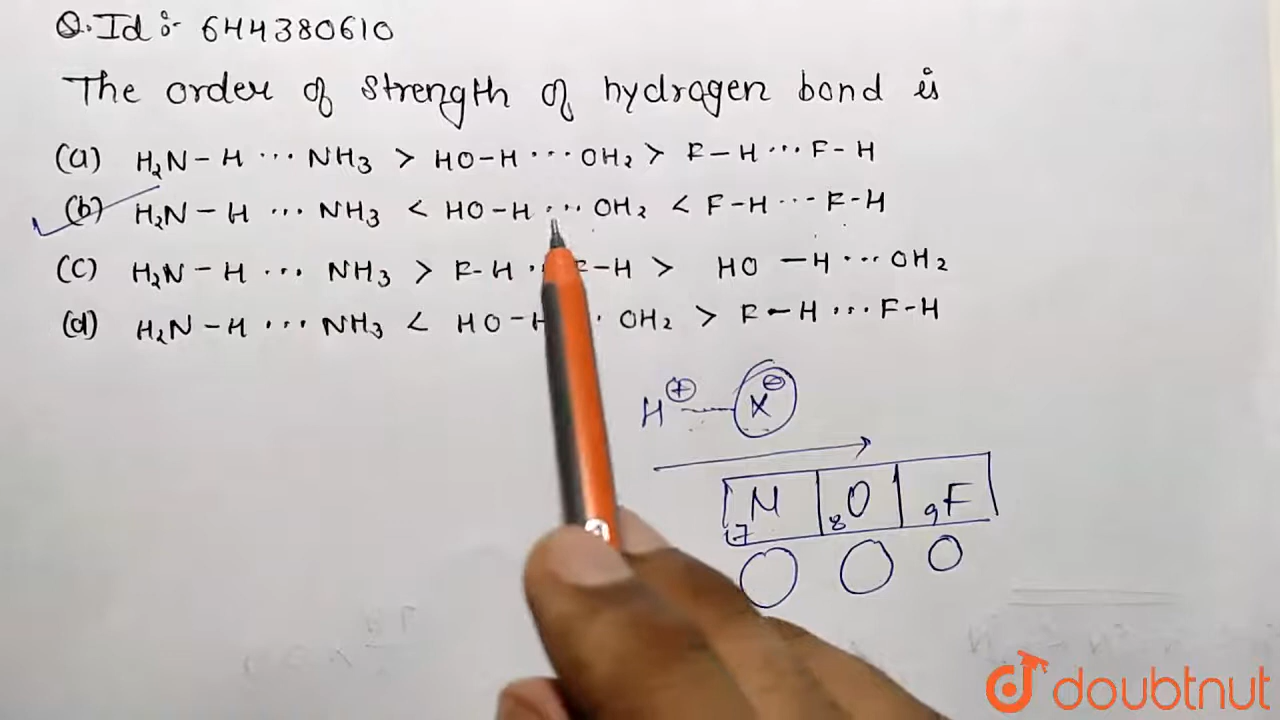 Q. Id :- 644380610
The order of strength of hydrogen bond is
(a) H₂N - H ··· NH₃ > HO - H ··· OH₂ > F - H ··· F - H
(b) H₂N - H ··· NH₃ < HO - H ··· OH₂ < F - H ··· F - H
(c) H₂N - H ··· NH₃ > F - H ·· F - H > HO - H ··· OH₂
(d) H₂N - H ··· NH₃ < HO - H · OH₂ > F - H ··· F - H
H⊕ X⊖
₇N ₈O ₉F
doubtnut